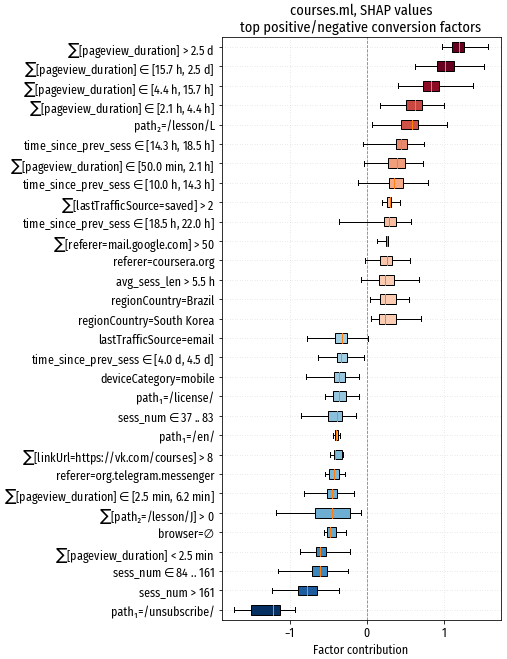 courses.ml, SHAP values
top positive/negative conversion factors
∑[pageview_duration] > 2.5 d
∑[pageview_duration] ∈ [15.7 h, 2.5 d]
∑[pageview_duration] ∈ [4.4 h, 15.7 h]
∑[pageview_duration] ∈ [2.1 h, 4.4 h]
path₂=/lesson/L
time_since_prev_sess ∈ [14.3 h, 18.5 h]
∑[pageview_duration] ∈ [50.0 min, 2.1 h]
time_since_prev_sess ∈ [10.0 h, 14.3 h]
∑[lastTrafficSource=saved] > 2
time_since_prev_sess ∈ [18.5 h, 22.0 h]
∑[referer=mail.google.com] > 50
referer=coursera.org
avg_sess_len > 5.5 h
regionCountry=Brazil
regionCountry=South Korea
lastTrafficSource=email
time_since_prev_sess ∈ [4.0 d, 4.5 d]
deviceCategory=mobile
path₁=/license/
sess_num ∈ 37 .. 83
path₁=/en/
∑[linkUrl=https://vk.com/courses] > 8
referer=org.telegram.messenger
∑[pageview_duration] ∈ [2.5 min, 6.2 min]
∑[path₂=/lesson/J] > 0
browser=∅
∑[pageview_duration] < 2.5 min
sess_num ∈ 84 .. 161
sess_num > 161
path₁=/unsubscribe/
−1 0 1
Factor contribution